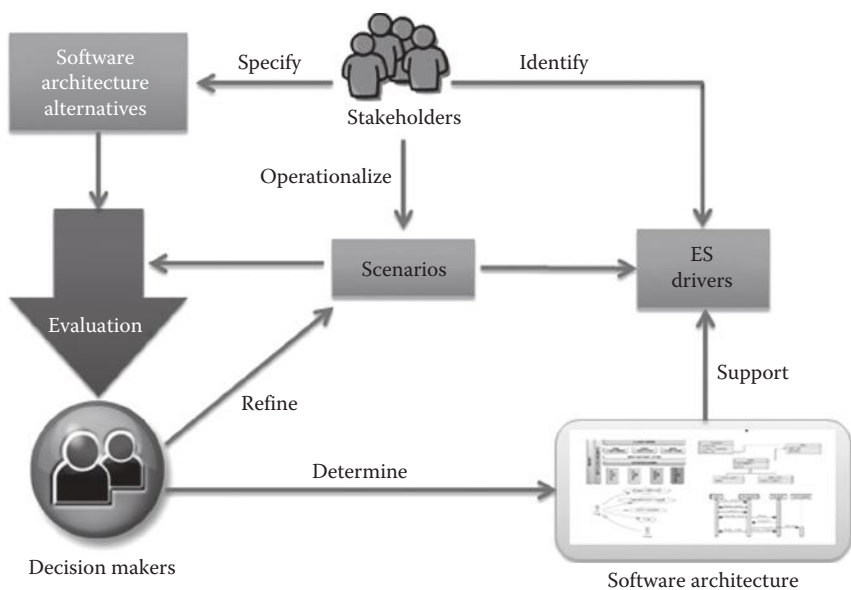 Software
architecture
alternatives
Specify
Identify
Stakeholders
Operationalize
Scenarios
ES
drivers
Evaluation
Refine
Support
Determine
Decision makers
Software architecture